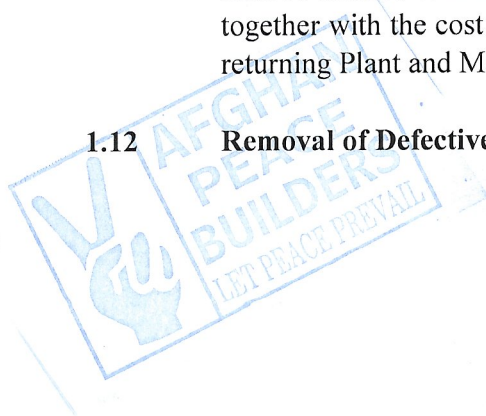 together with the cost
returning Plant and M
1.12 Removal of Defective
AFGHAN
PEACE
BUILDERS
LET PEACE PREVAIL